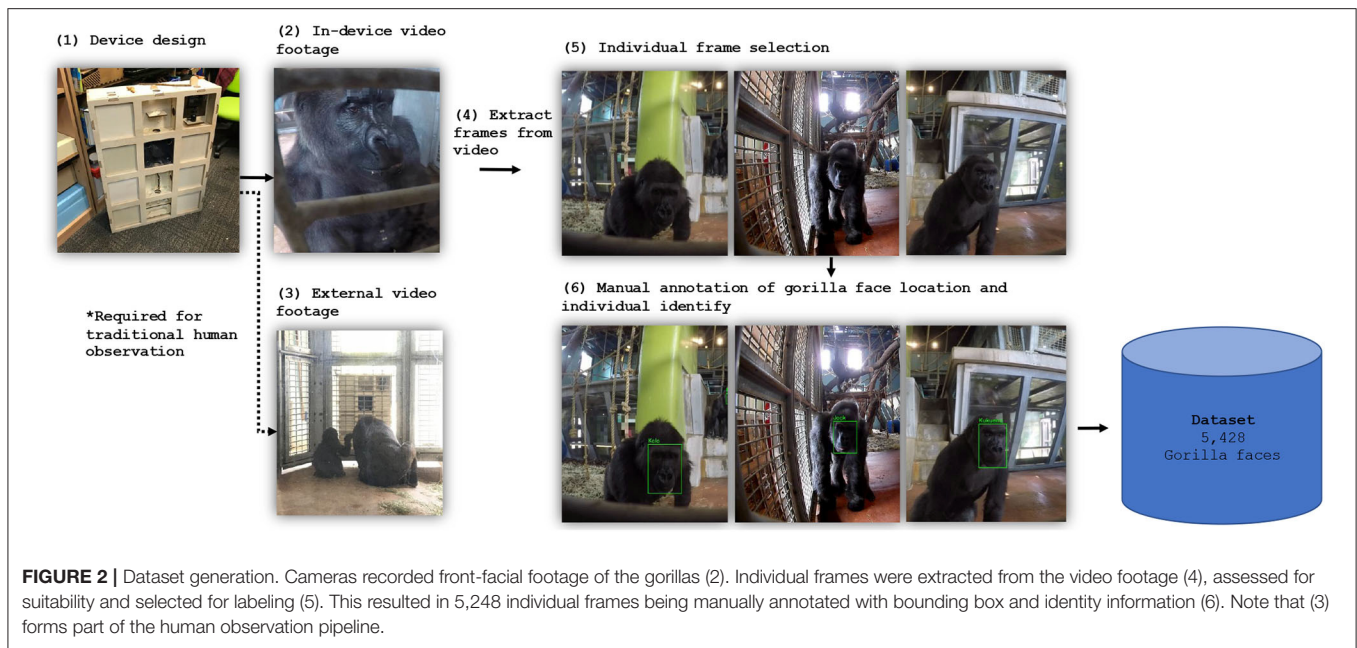 (1) Device design
(2) In-device video
footage
(4) Extract
frames from
video
(5) Individual frame selection
*Required for
traditional human
observation
(3) External video
footage
(6) Manual annotation of gorilla face location and
individual identify
Kala
Jock
Dataset
5,428
Gorilla faces
FIGURE 2 | Dataset generation. Cameras recorded front-facial footage of the gorillas (2). Individual frames were extracted from the video footage (4), assessed for
suitability and selected for labeling (5). This resulted in 5,248 individual frames being manually annotated with bounding box and identity information (6). Note that (3)
forms part of the human observation pipeline.